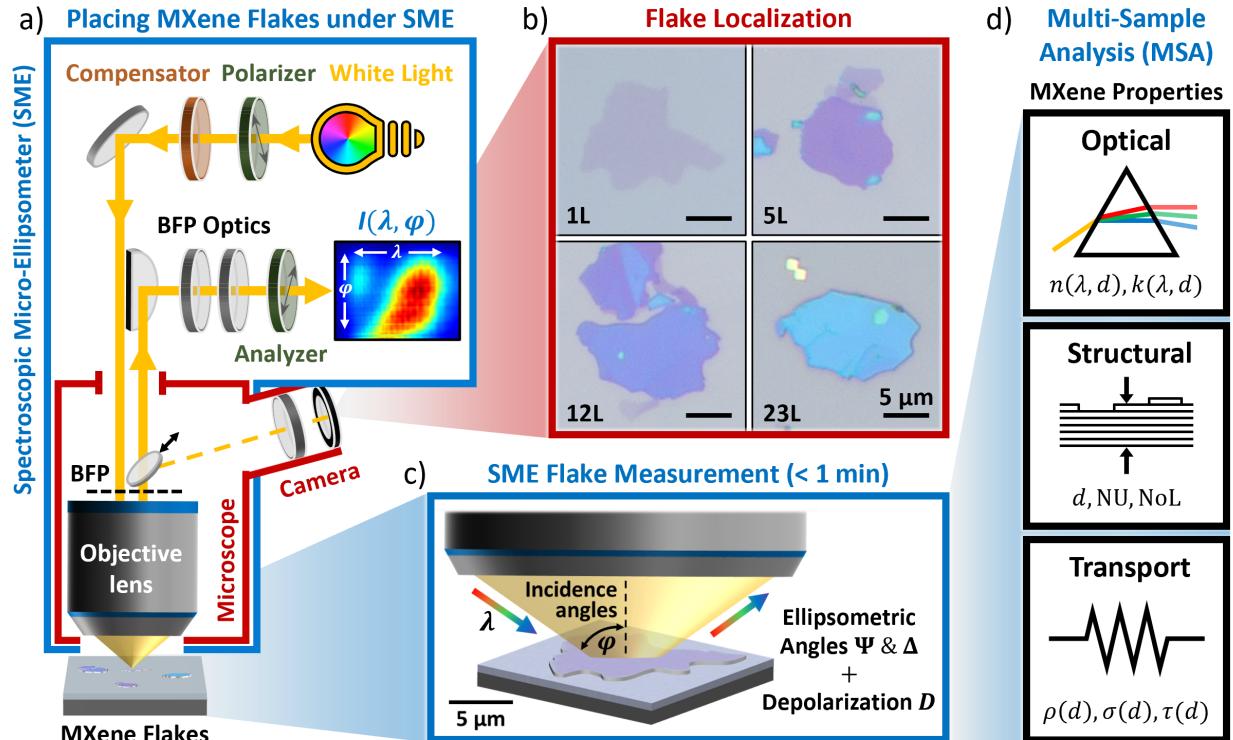 a) Placing MXene Flakes under SME
Spectroscopic Micro-Ellipsometer (SME)
Compensator Polarizer White Light
BFP Optics
I(λ, φ)
λ
φ
Analyzer
BFP
Camera
Microscope
Objective
lens
MXene Flakes
b) Flake Localization
1L
5L
12L
23L
5 μm
c) SME Flake Measurement (< 1 min)
Incidence
angles
λ
φ
Ellipsometric
Angles Ψ & Δ
+
Depolarization D
5 μm
d) Multi-Sample
Analysis (MSA)
MXene Properties
Optical
n(λ, d), k(λ, d)
Structural
d, NU, NoL
Transport
ρ(d), σ(d), τ(d)